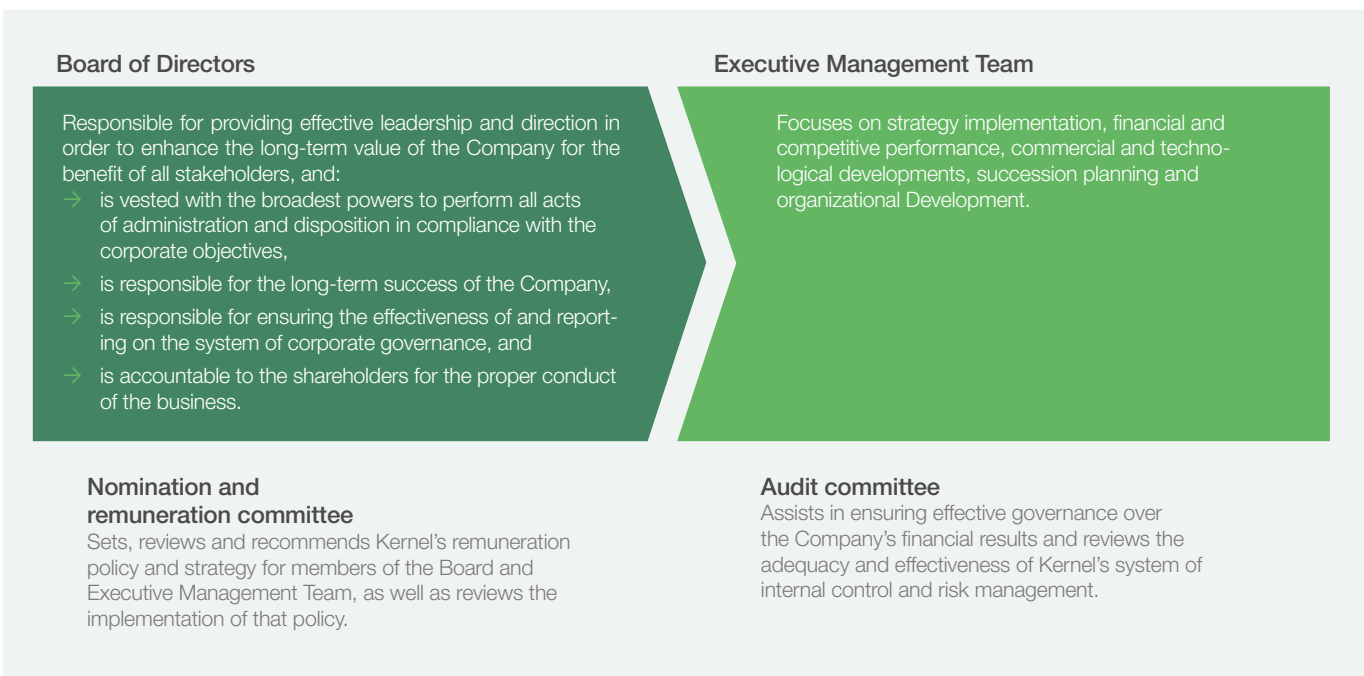 Board of Directors
Responsible for providing effective leadership and direction in
order to enhance the long-term value of the Company for the
benefit of all stakeholders, and:
→ is vested with the broadest powers to perform all acts
of administration and disposition in compliance with the
corporate objectives,
→ is responsible for the long-term success of the Company,
→ is responsible for ensuring the effectiveness of and report-
ing on the system of corporate governance, and
→ is accountable to the shareholders for the proper conduct
of the business.
Executive Management Team
Focuses on strategy implementation, financial and
competitive performance, commercial and techno-
logical developments, succession planning and
organizational Development.
Nomination and
remuneration committee
Sets, reviews and recommends Kernel's remuneration
policy and strategy for members of the Board and
Executive Management Team, as well as reviews the
implementation of that policy.
Audit committee
Assists in ensuring effective governance over
the Company's financial results and reviews the
adequacy and effectiveness of Kernel's system of
internal control and risk management.